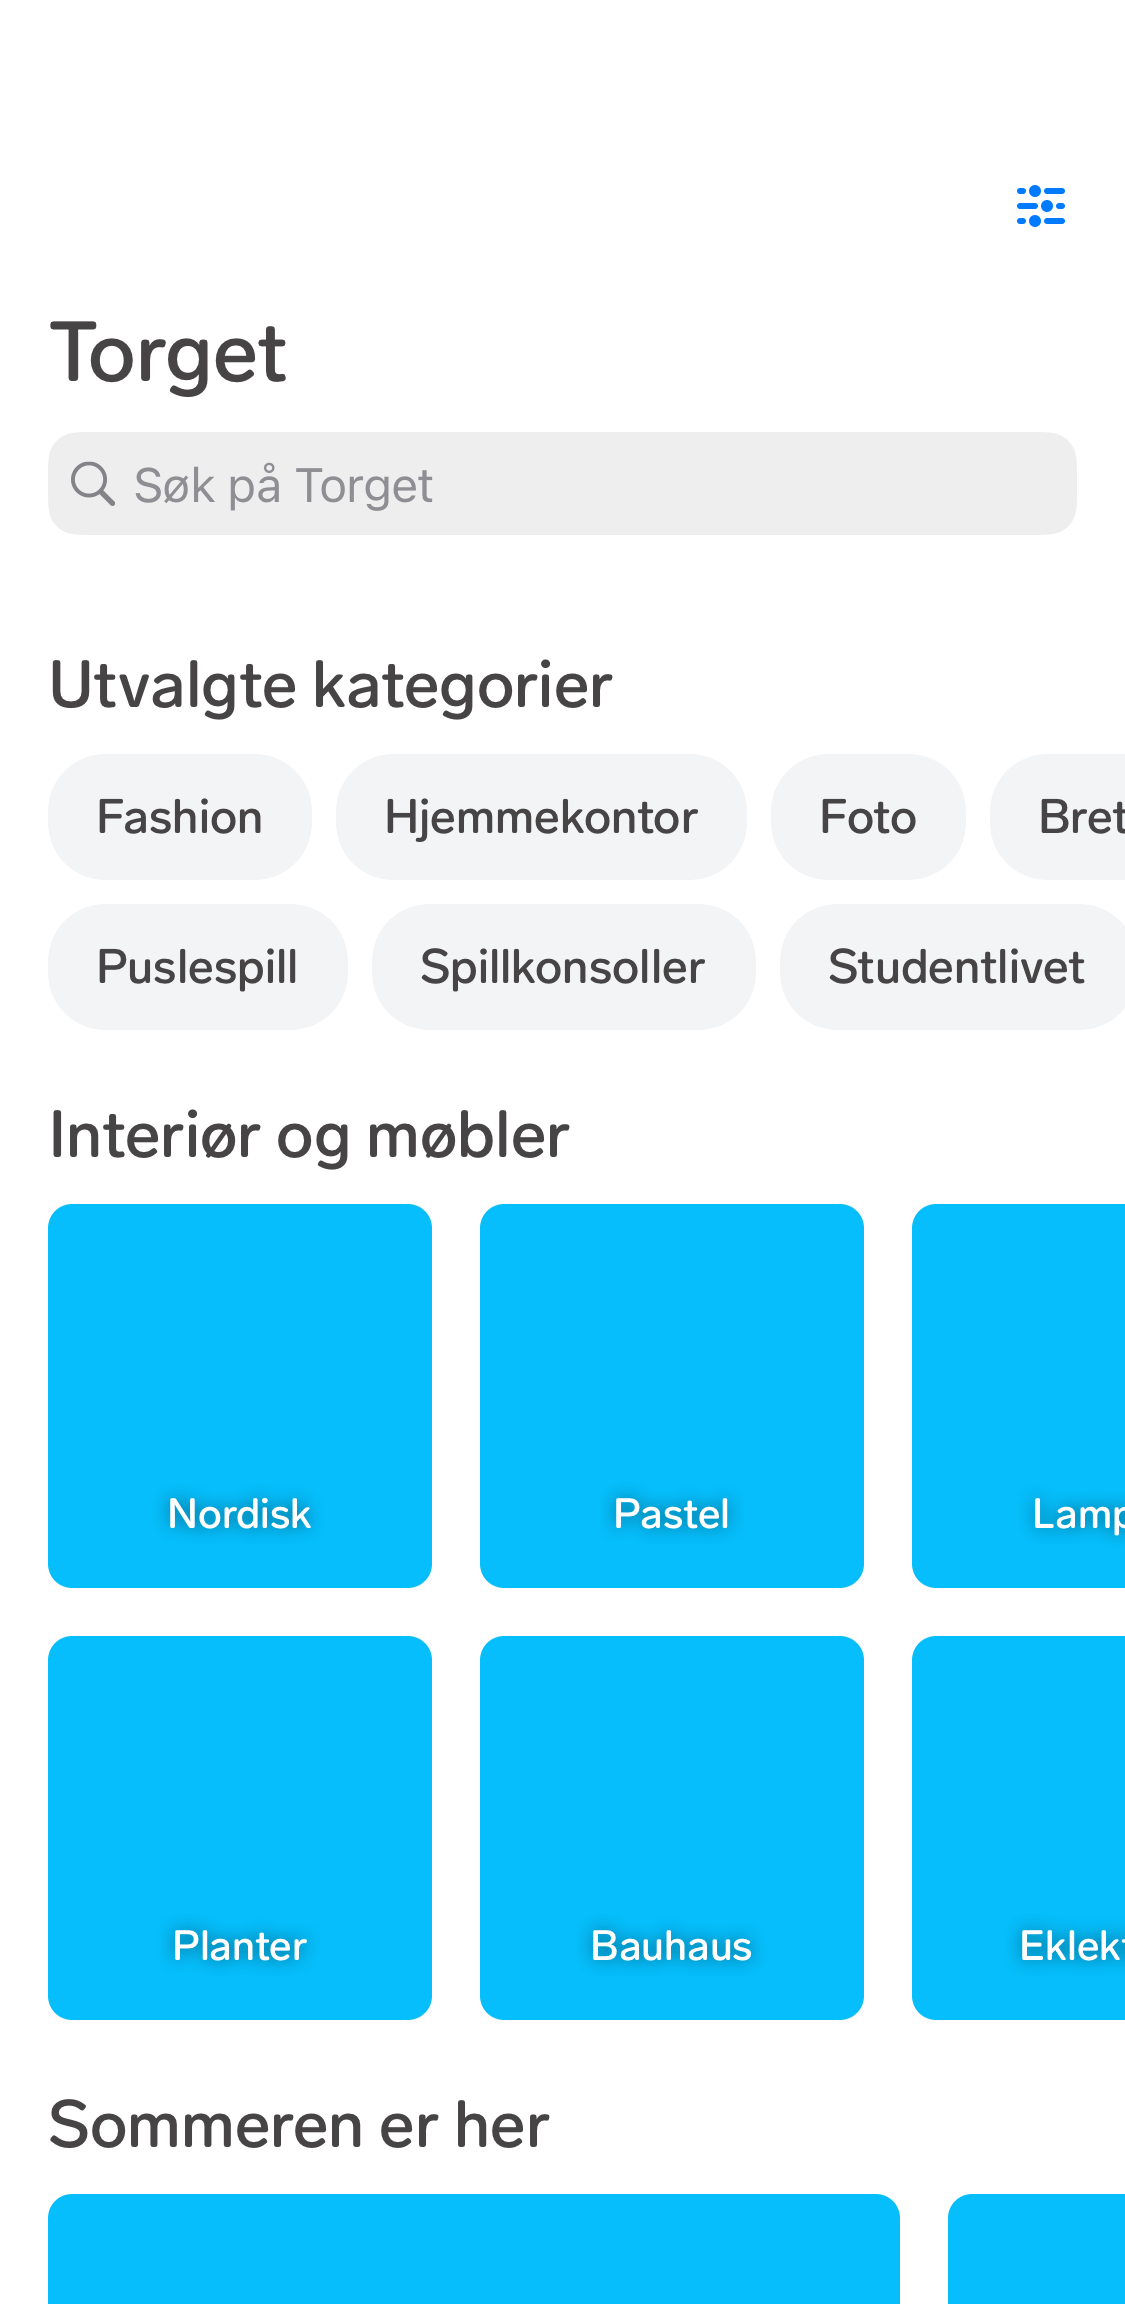 Torget
Søk på Torget
Utvalgte kategorier
Fashion Hjemmekontor Foto Bret
Puslespill Spillkonsoller Studentlivet
Interiør og møbler
Nordisk Pastel Lamp
Planter Bauhaus Eklekt
Sommeren er her